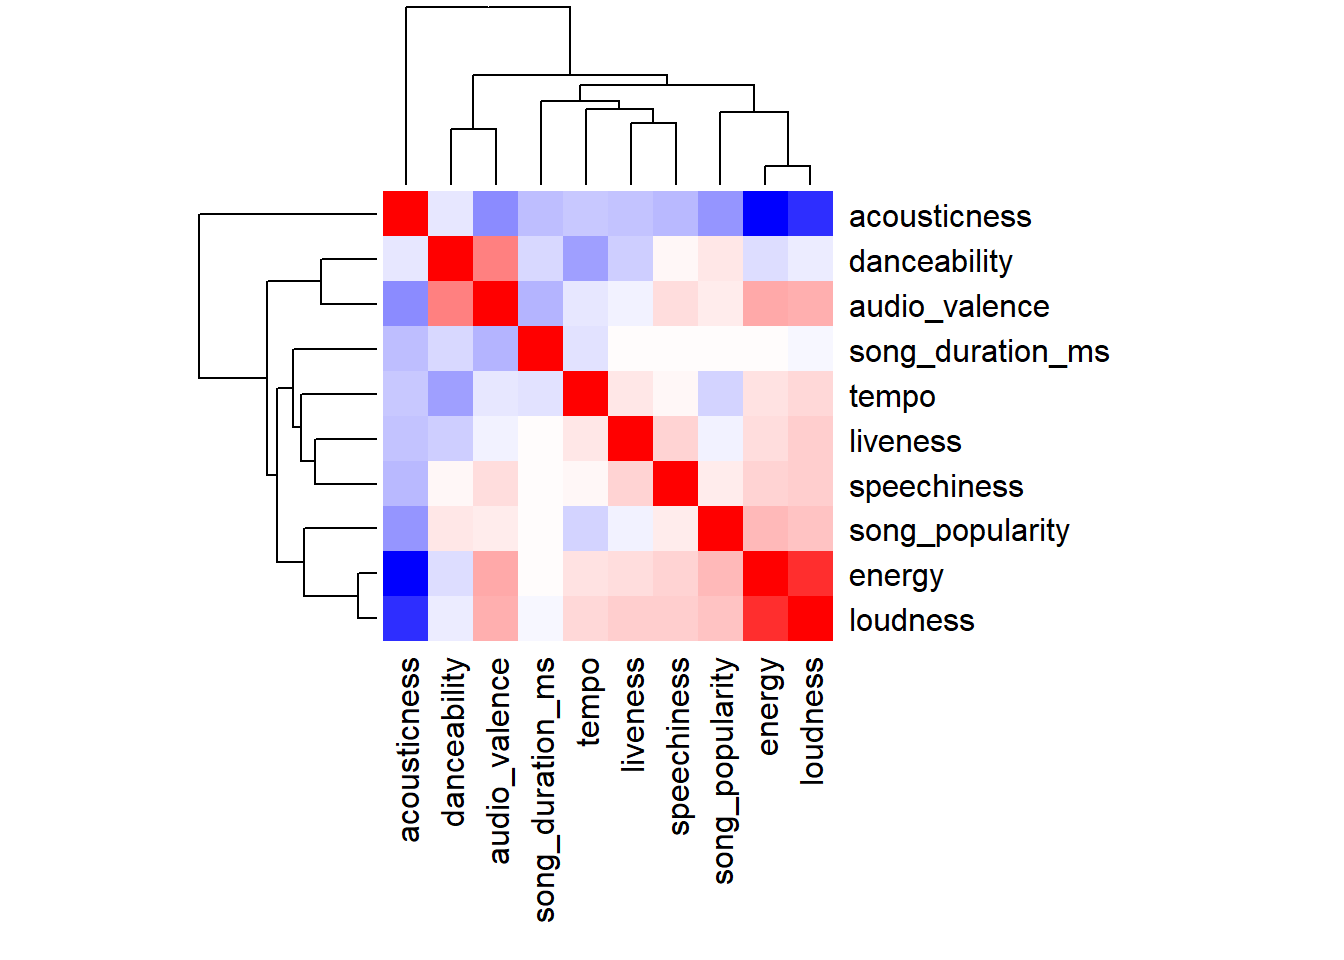 acousticness
danceability
audio_valence
song_duration_ms
tempo
liveness
speechiness
song_popularity
energy
loudness
acousticness
danceability
audio_valence
song_duration_ms
tempo
liveness
speechiness
song_popularity
energy
loudness